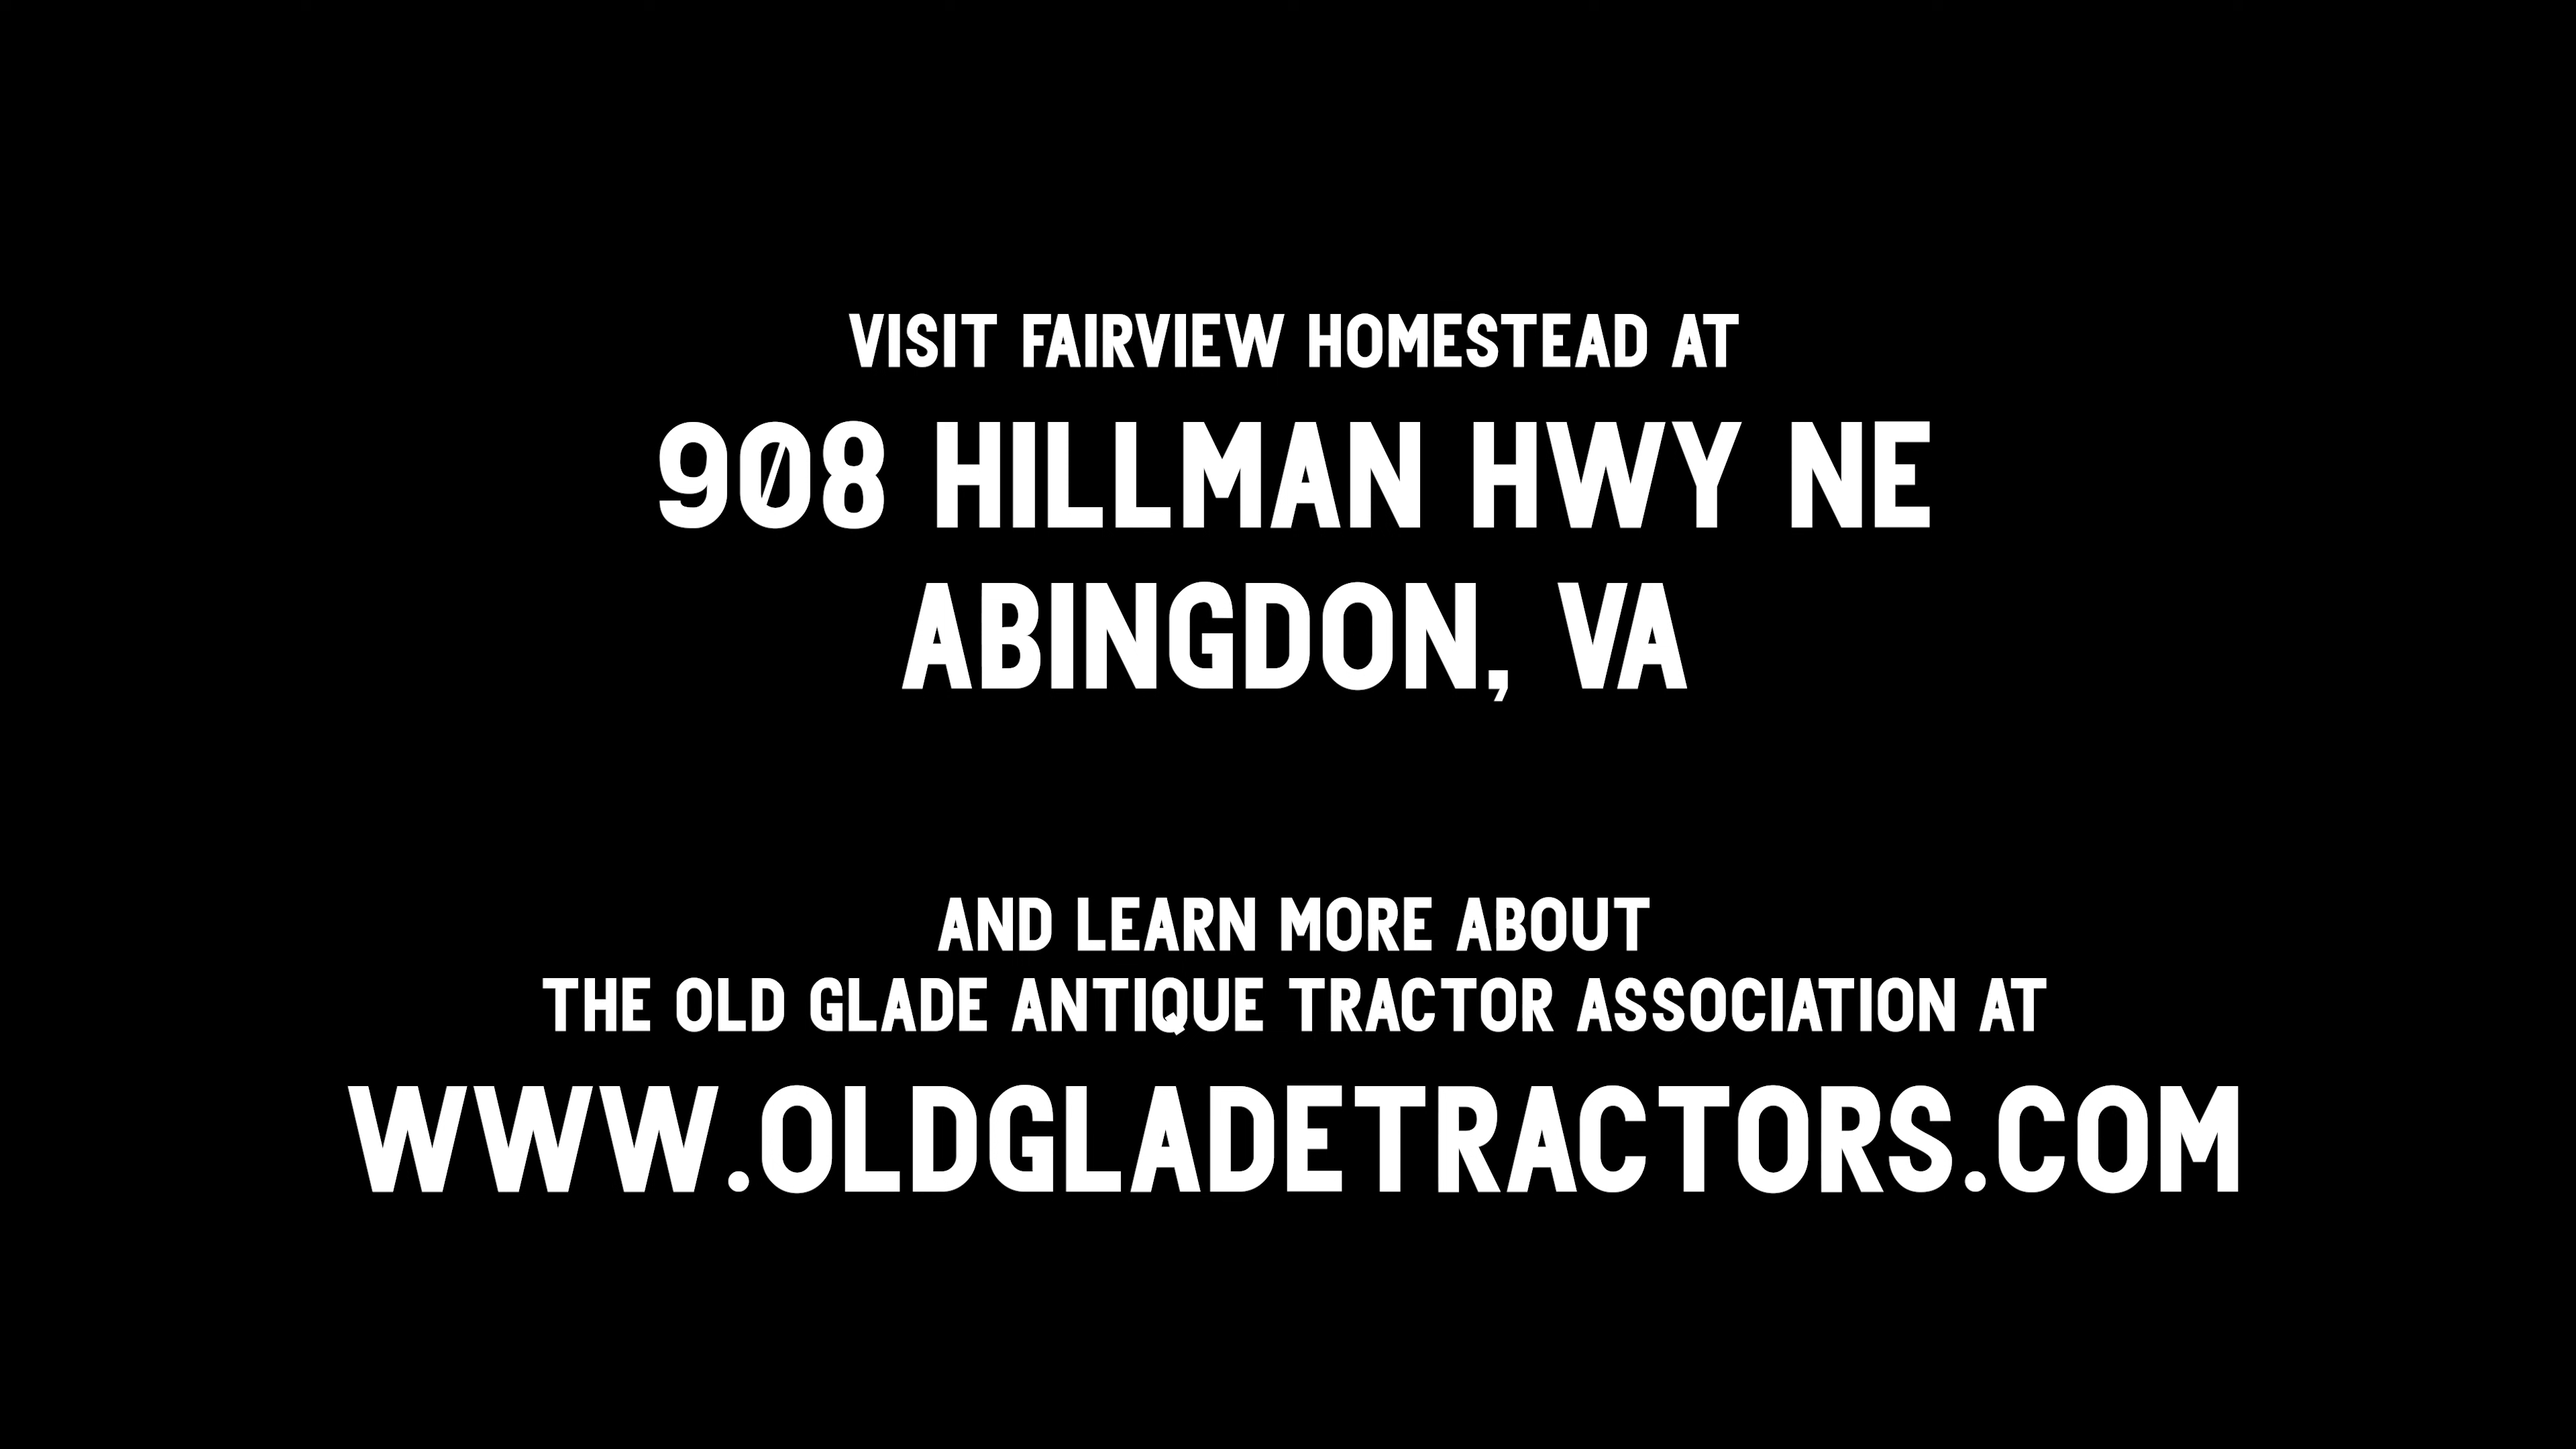 VISIT FAIRVIEW HOMESTEAD AT
908 HILLMAN HWY NE
ABINGDON, VA
AND LEARN MORE ABOUT
THE OLD GLADE ANTIQUE TRACTOR ASSOCIATION AT
WWW.OLDGLADETRACTORS.COM